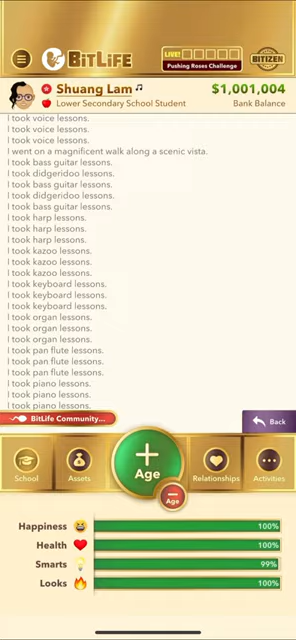 BitLife
LIVE!
Pushing Roses Challenge
BITIZEN
Shuang Lam
$1,001,004
Lower Secondary School Student
Bank Balance
I took voice lessons.
I took voice lessons.
I took voice lessons.
I went on a magnificent walk along a scenic vista.
I took bass guitar lessons.
I took didgeridoo lessons.
I took bass guitar lessons.
I took didgeridoo lessons.
I took bass guitar lessons.
I took harp lessons.
I took harp lessons.
I took harp lessons.
I took kazoo lessons.
I took kazoo lessons.
I took kazoo lessons.
I took keyboard lessons.
I took keyboard lessons.
I took keyboard lessons.
I took organ lessons.
I took organ lessons.
I took organ lessons.
I took pan flute lessons.
I took pan flute lessons.
I took pan flute lessons.
I took piano lessons.
I took piano lessons.
I took piano lessons.
BitLife Community...
Back
School
Assets
Age
Age
Relationships
Activities
Happiness 100%
Health 100%
Smarts 99%
Looks 100%